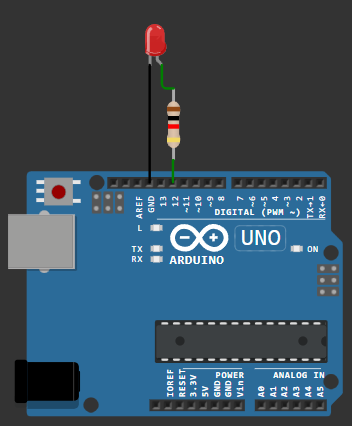 AREF
GND
13
12
~11
~10
~9
8
7
~6
~5
4
~3
2
TX→1
RX←0
DIGITAL (PWM ~)
L
TX
RX
UNO
ON
ARDUINO
IOREF
RESET
3.3V
5V
GND
GND
Vin
POWER
ANALOG IN
A0
A1
A2
A3
A4
A5